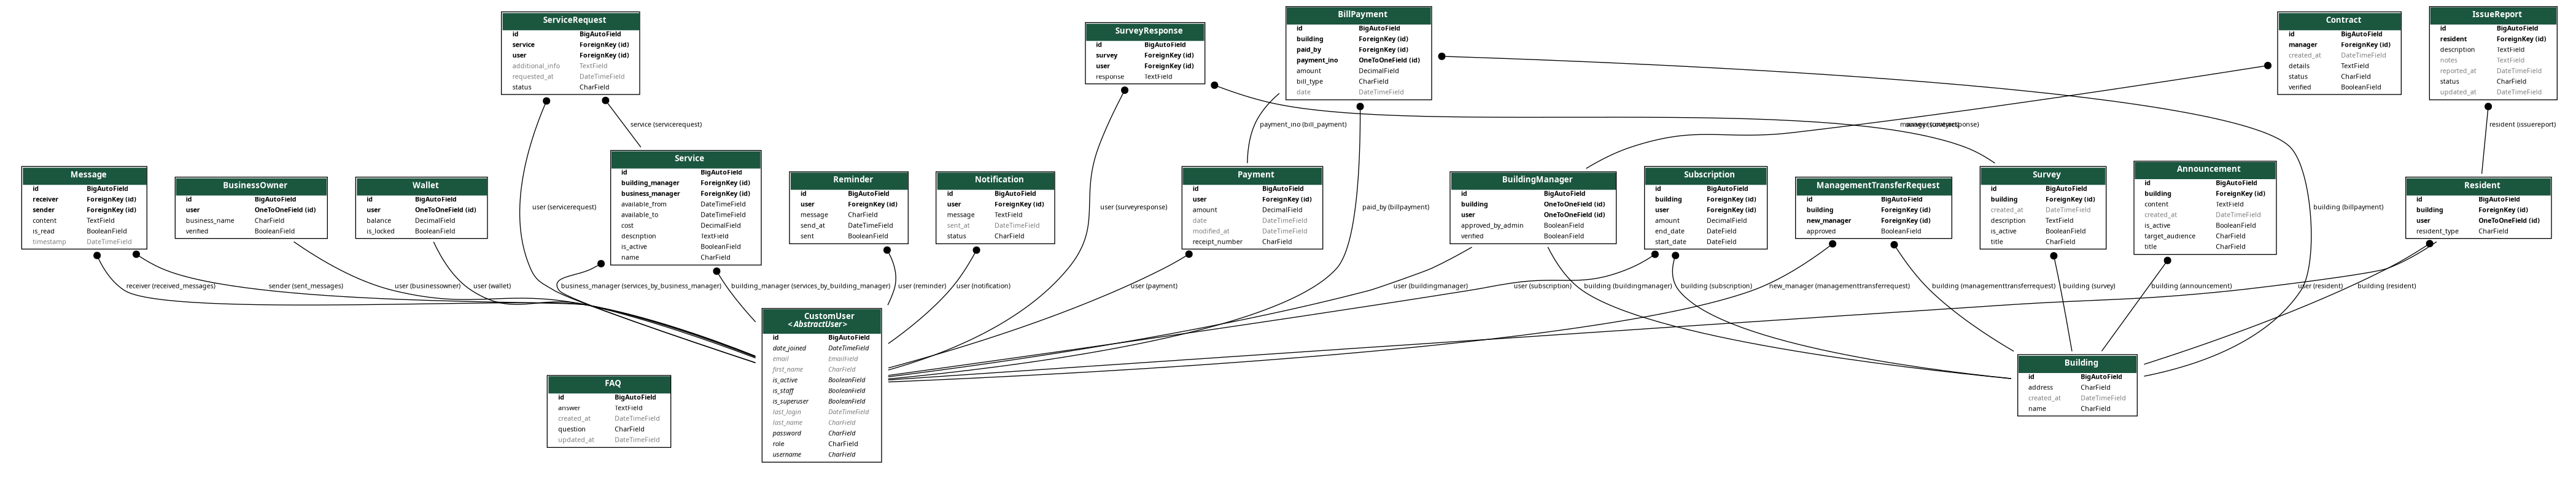 ServiceRequest
id BigAutoField
service ForeignKey (id)
user ForeignKey (id)
additional_info TextField
requested_at DateTimeField
status CharField
SurveyResponse
id BigAutoField
survey ForeignKey (id)
user ForeignKey (id)
response TextField
BillPayment
id BigAutoField
building ForeignKey (id)
paid_by ForeignKey (id)
payment_ino OneToOneField (id)
amount DecimalField
bill_type CharField
date DateTimeField
Contract
id BigAutoField
manager ForeignKey (id)
created_at DateTimeField
details TextField
status CharField
verified BooleanField
IssueReport
id BigAutoField
resident ForeignKey (id)
description TextField
notes TextField
reported_at DateTimeField
status CharField
updated_at DateTimeField
service (servicerequest)
payment_ino (bill_payment)
resident (issuereport)
Message
id BigAutoField
receiver ForeignKey (id)
sender ForeignKey (id)
content TextField
is_read BooleanField
timestamp DateTimeField
BusinessOwner
id BigAutoField
user OneToOneField (id)
business_name CharField
verified BooleanField
Wallet
id BigAutoField
user OneToOneField (id)
balance DecimalField
is_locked BooleanField
Service
id BigAutoField
building_manager ForeignKey (id)
business_manager ForeignKey (id)
available_from DateTimeField
available_to DateTimeField
cost DecimalField
description TextField
is_active BooleanField
name CharField
Reminder
id BigAutoField
user ForeignKey (id)
message CharField
send_at DateTimeField
sent BooleanField
Notification
id BigAutoField
user ForeignKey (id)
message TextField
sent_at DateTimeField
status CharField
Payment
id BigAutoField
user ForeignKey (id)
amount DecimalField
date DateTimeField
modified_at DateTimeField
receipt_number CharField
BuildingManager
id BigAutoField
building OneToOneField (id)
user OneToOneField (id)
approved_by_admin BooleanField
verified BooleanField
Subscription
id BigAutoField
building ForeignKey (id)
user ForeignKey (id)
amount DecimalField
end_date DateField
start_date DateField
ManagementTransferRequest
id BigAutoField
building ForeignKey (id)
new_manager ForeignKey (id)
approved BooleanField
Survey
id BigAutoField
building ForeignKey (id)
created_at DateTimeField
description TextField
is_active BooleanField
title CharField
Announcement
id BigAutoField
building ForeignKey (id)
content TextField
created_at DateTimeField
is_active BooleanField
target_audience CharField
title CharField
Resident
id BigAutoField
building ForeignKey (id)
user OneToOneField (id)
resident_type CharField
user (servicerequest)
user (surveyresponse)
paid_by (billpayment)
building (billpayment)
receiver (received_messages)
sender (sent_messages)
user (businessowner)
user (wallet)
business_manager (services_by_business_manager)
building_manager (services_by_building_manager)
user (reminder)
user (notification)
user (payment)
user (buildingmanager)
user (subscription)
building (buildingmanager)
building (subscription)
new_manager (managementtransferrequest)
building (managementtransferrequest)
building (survey)
building (announcement)
user (resident)
building (resident)
CustomUser
<AbstractUser>
id BigAutoField
date_joined DateTimeField
email EmailField
first_name CharField
is_active BooleanField
is_staff BooleanField
is_superuser BooleanField
last_login DateTimeField
last_name CharField
password CharField
role CharField
username CharField
FAQ
id BigAutoField
answer TextField
created_at DateTimeField
question CharField
updated_at DateTimeField
Building
id BigAutoField
address CharField
created_at DateTimeField
name CharField